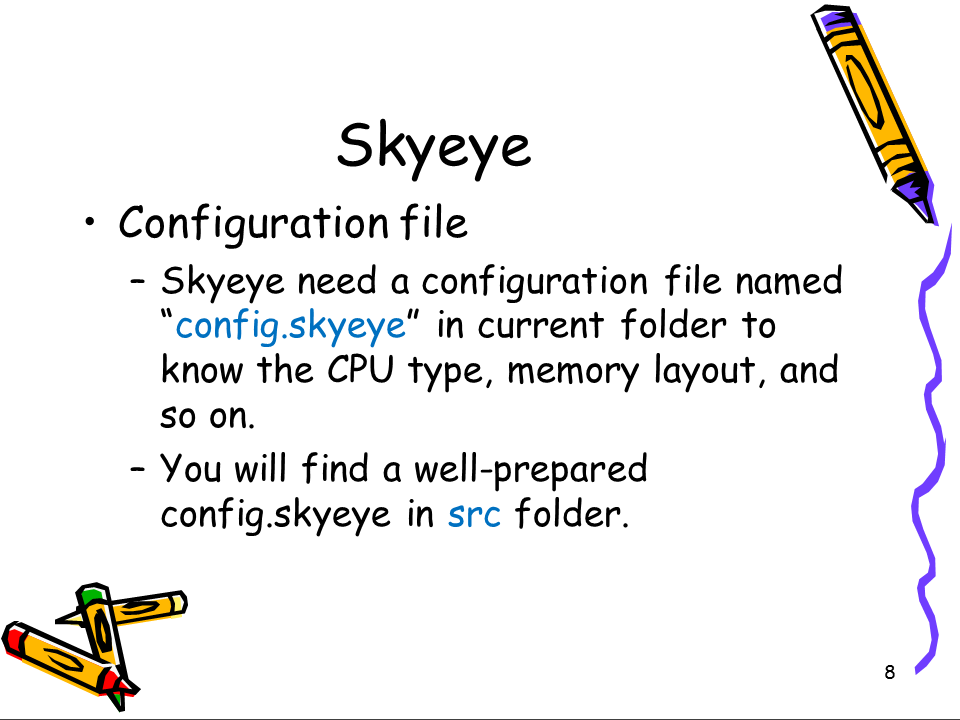 Skyeye
• Configuration file
– Skyeye need a configuration file named
“config.skyeye” in current folder to
know the CPU type, memory layout, and
so on.
– You will find a well-prepared
config.skyeye in src folder.
8